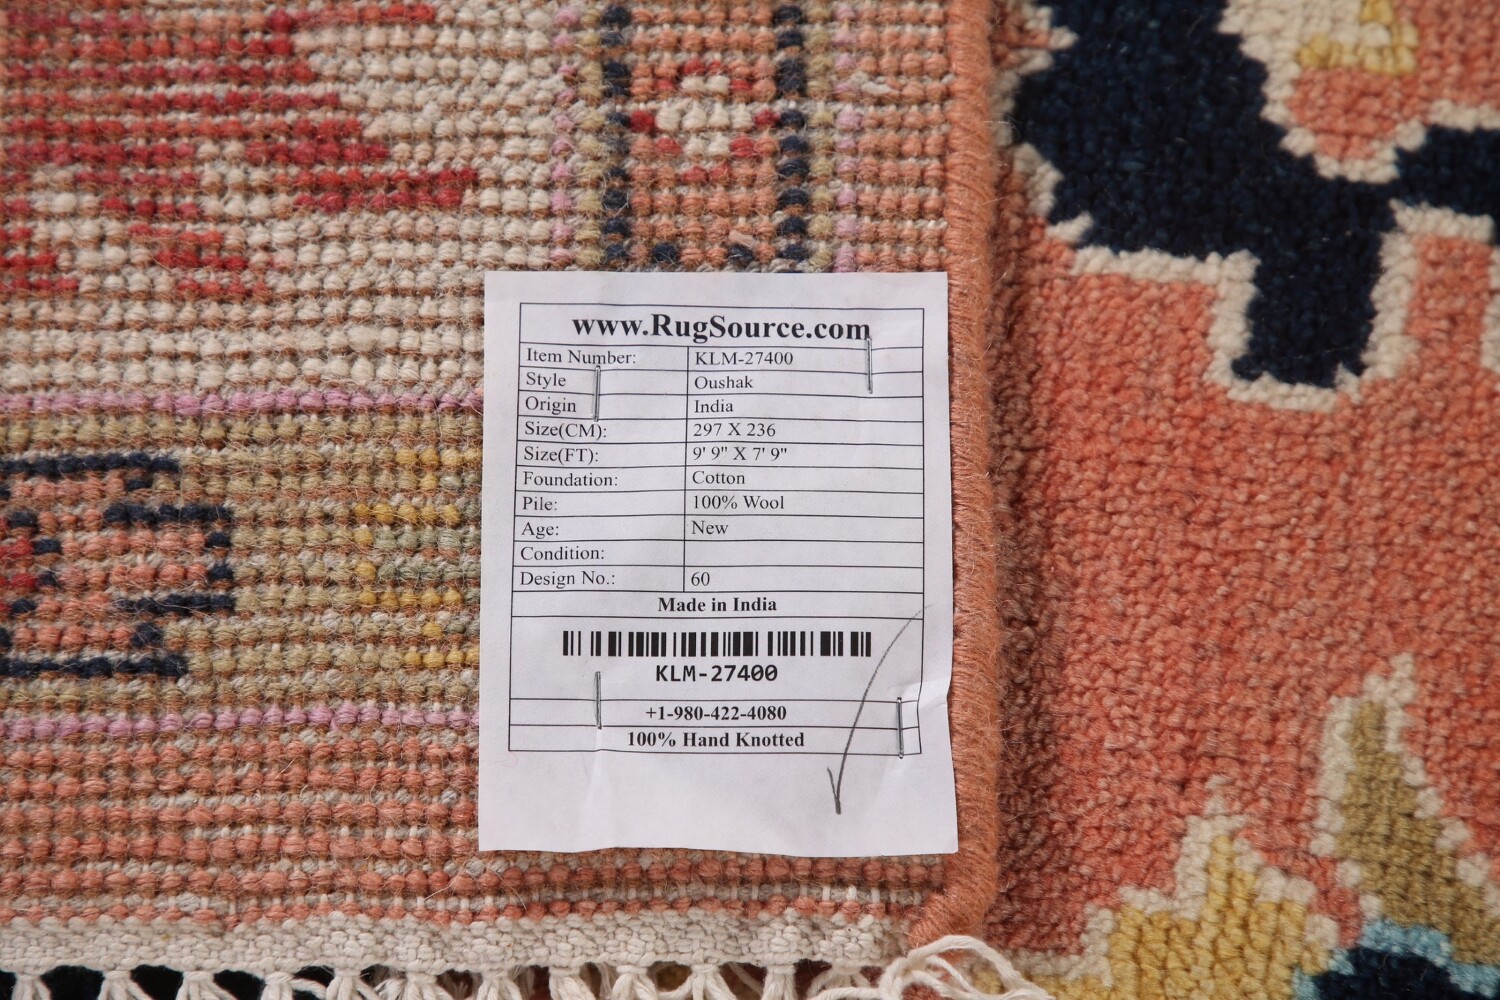 www.RugSource.com
Item Number: KLM-27400
Style Oushak
Origin India
Size(CM): 297 X 236
Size(FT): 9' 9" X 7' 9"
Foundation: Cotton
Pile: 100% Wool
Age: New
Condition:
Design No.: 60
Made in India
KLM-27400
+1-980-422-4080
100% Hand Knotted